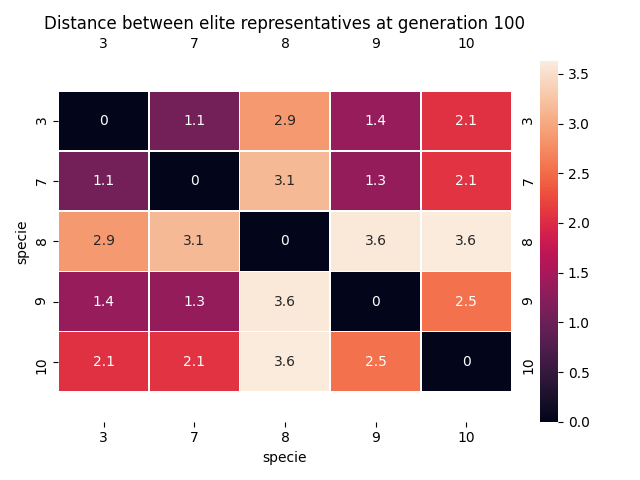 Distance between elite representatives at generation 100
3 7 8 9 10
3 0 1.1 2.9 1.4 2.1 3
7 1.1 0 3.1 1.3 2.1 7
8 2.9 3.1 0 3.6 3.6 8
9 1.4 1.3 3.6 0 2.5 9
10 2.1 2.1 3.6 2.5 0 10
3 7 8 9 10
specie
specie
3.5
3.0
2.5
2.0
1.5
1.0
0.5
0.0